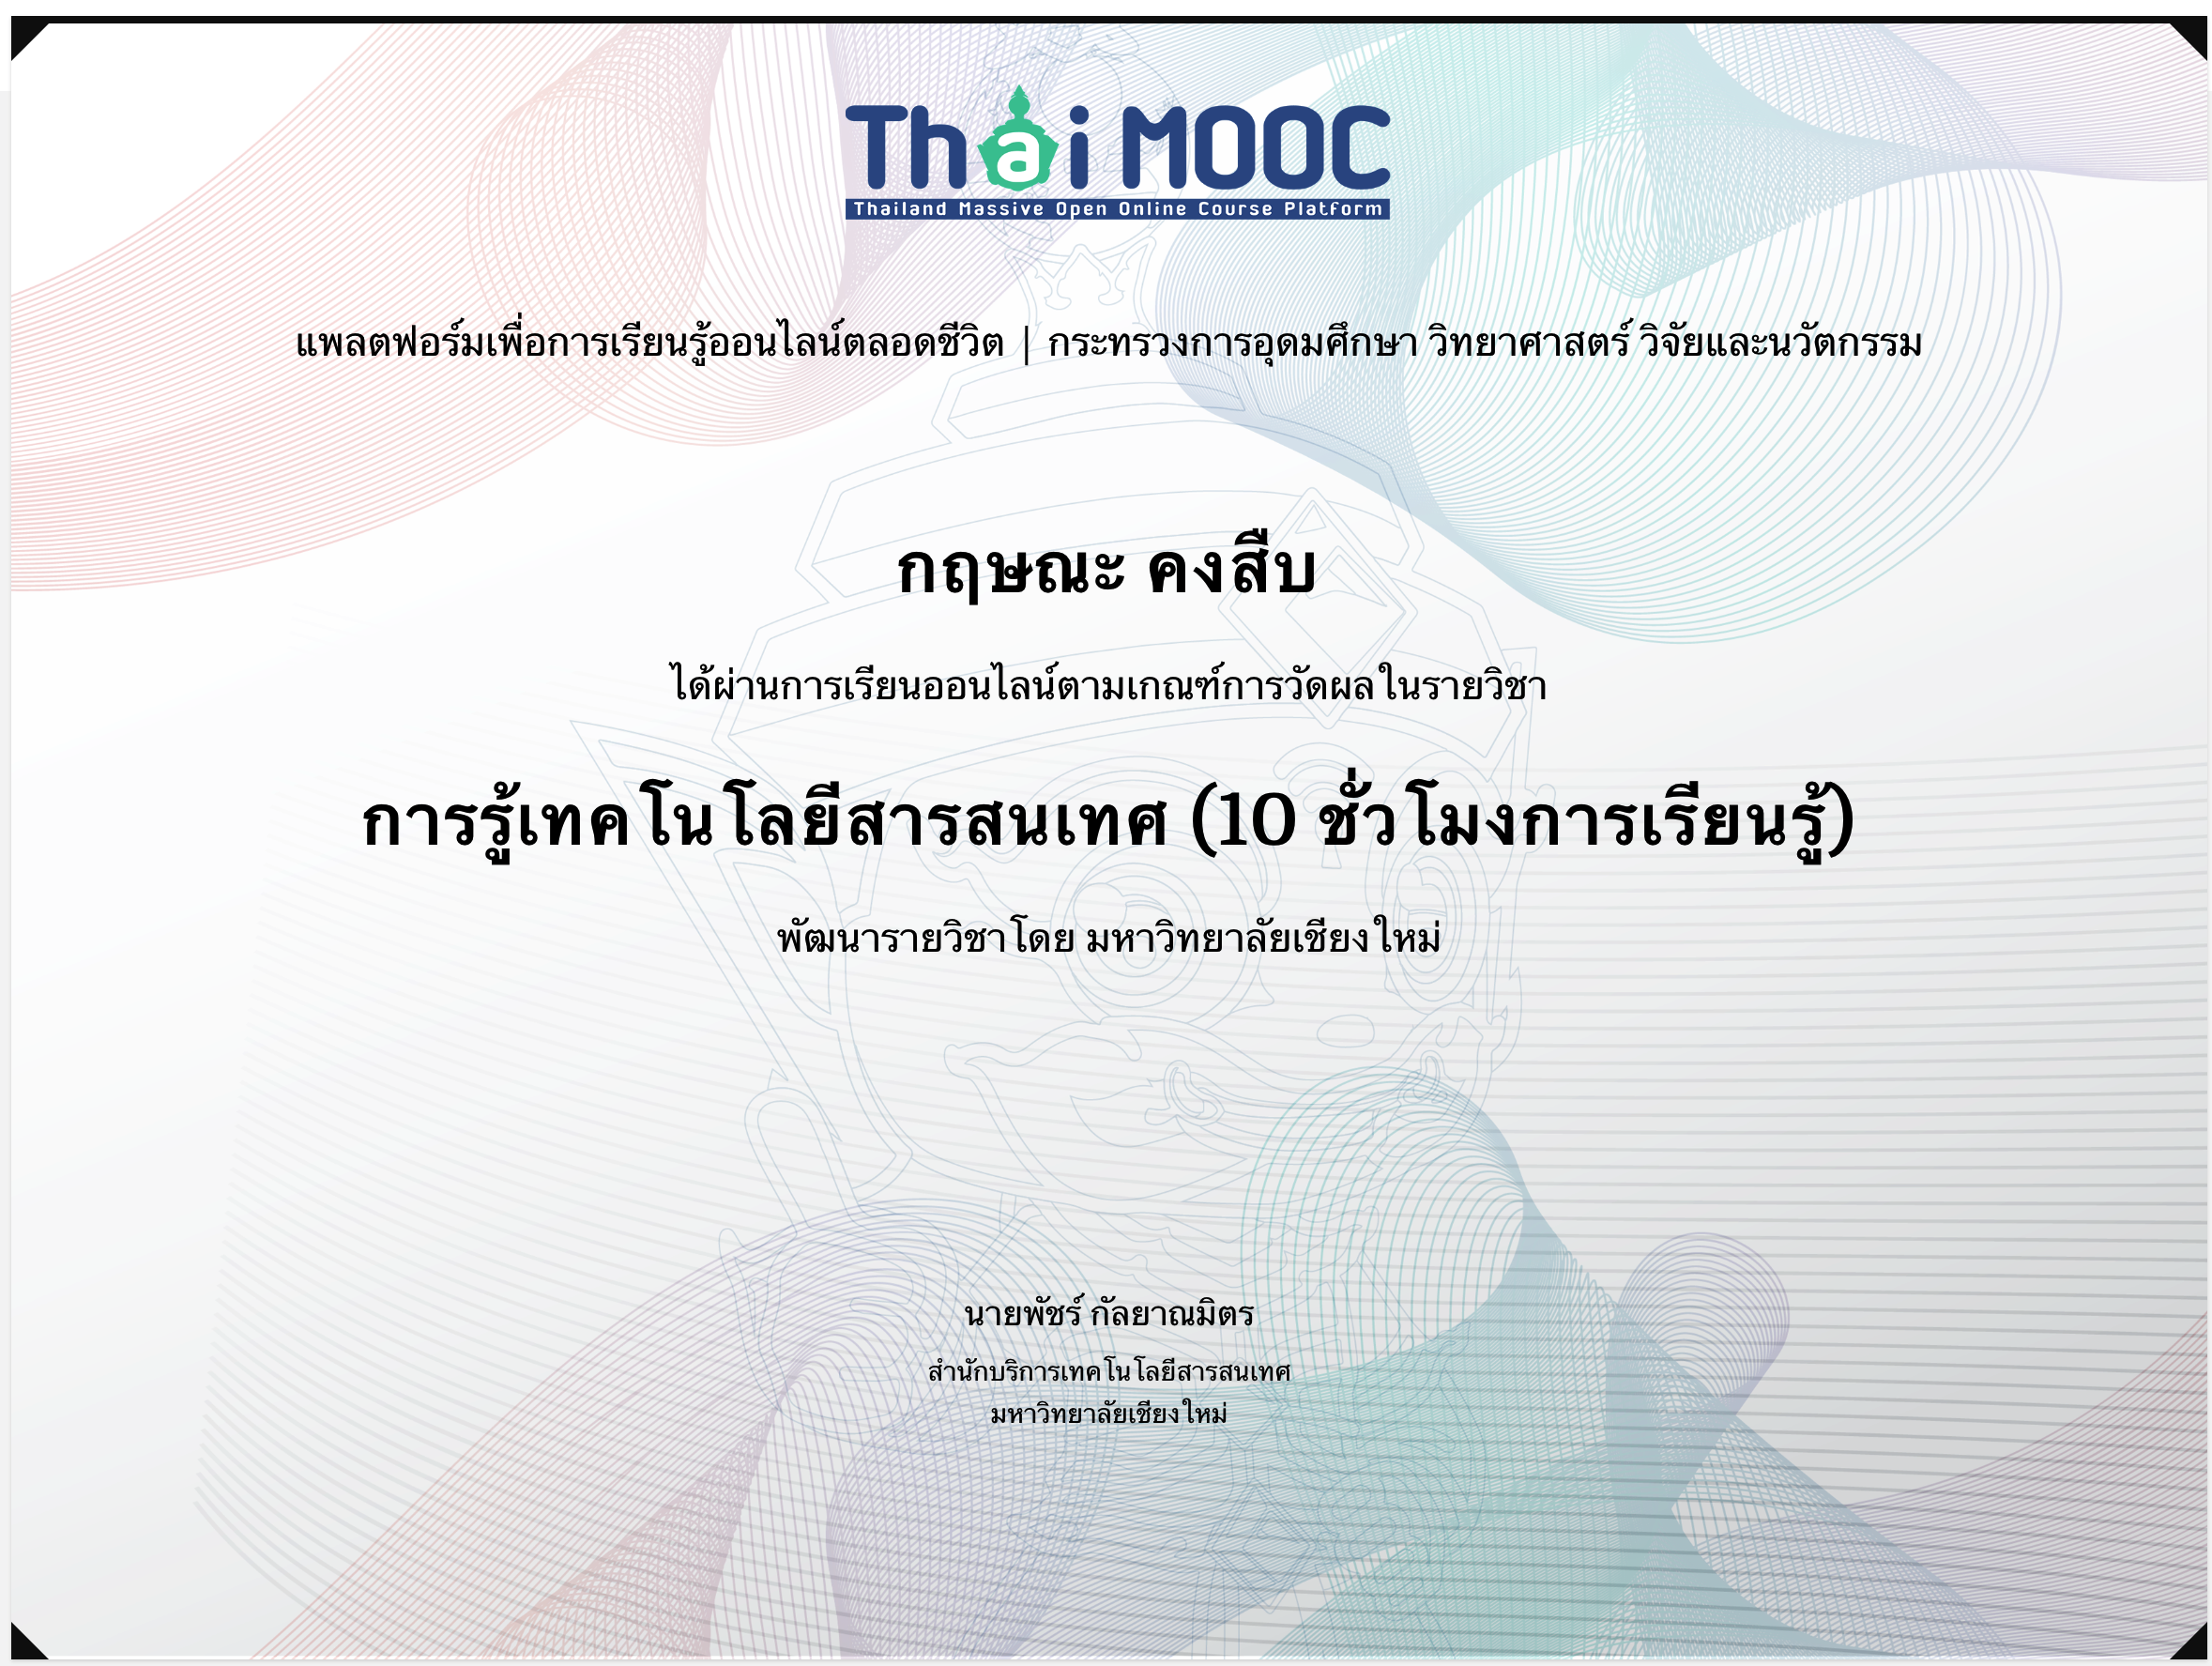 Thai MOOC
Thailand Massive Open Online Course Platform
แพลตฟอร์มเพื่อการเรียนรู้ออนไลน์ตลอดชีวิต | กระทรวงการอุดมศึกษา วิทยาศาสตร์ วิจัยและนวัตกรรม
กฤษณะ คงสืบ
ได้ผ่านการเรียนออนไลน์ตามเกณฑ์การวัดผลในรายวิชา
การรู้เทคโนโลยีสารสนเทศ (10 ชั่วโมงการเรียนรู้)
พัฒนารายวิชาโดย มหาวิทยาลัยเชียงใหม่
นายพัชร์ กัลยาณมิตร
สำนักบริการเทคโนโลยีสารสนเทศ
มหาวิทยาลัยเชียงใหม่